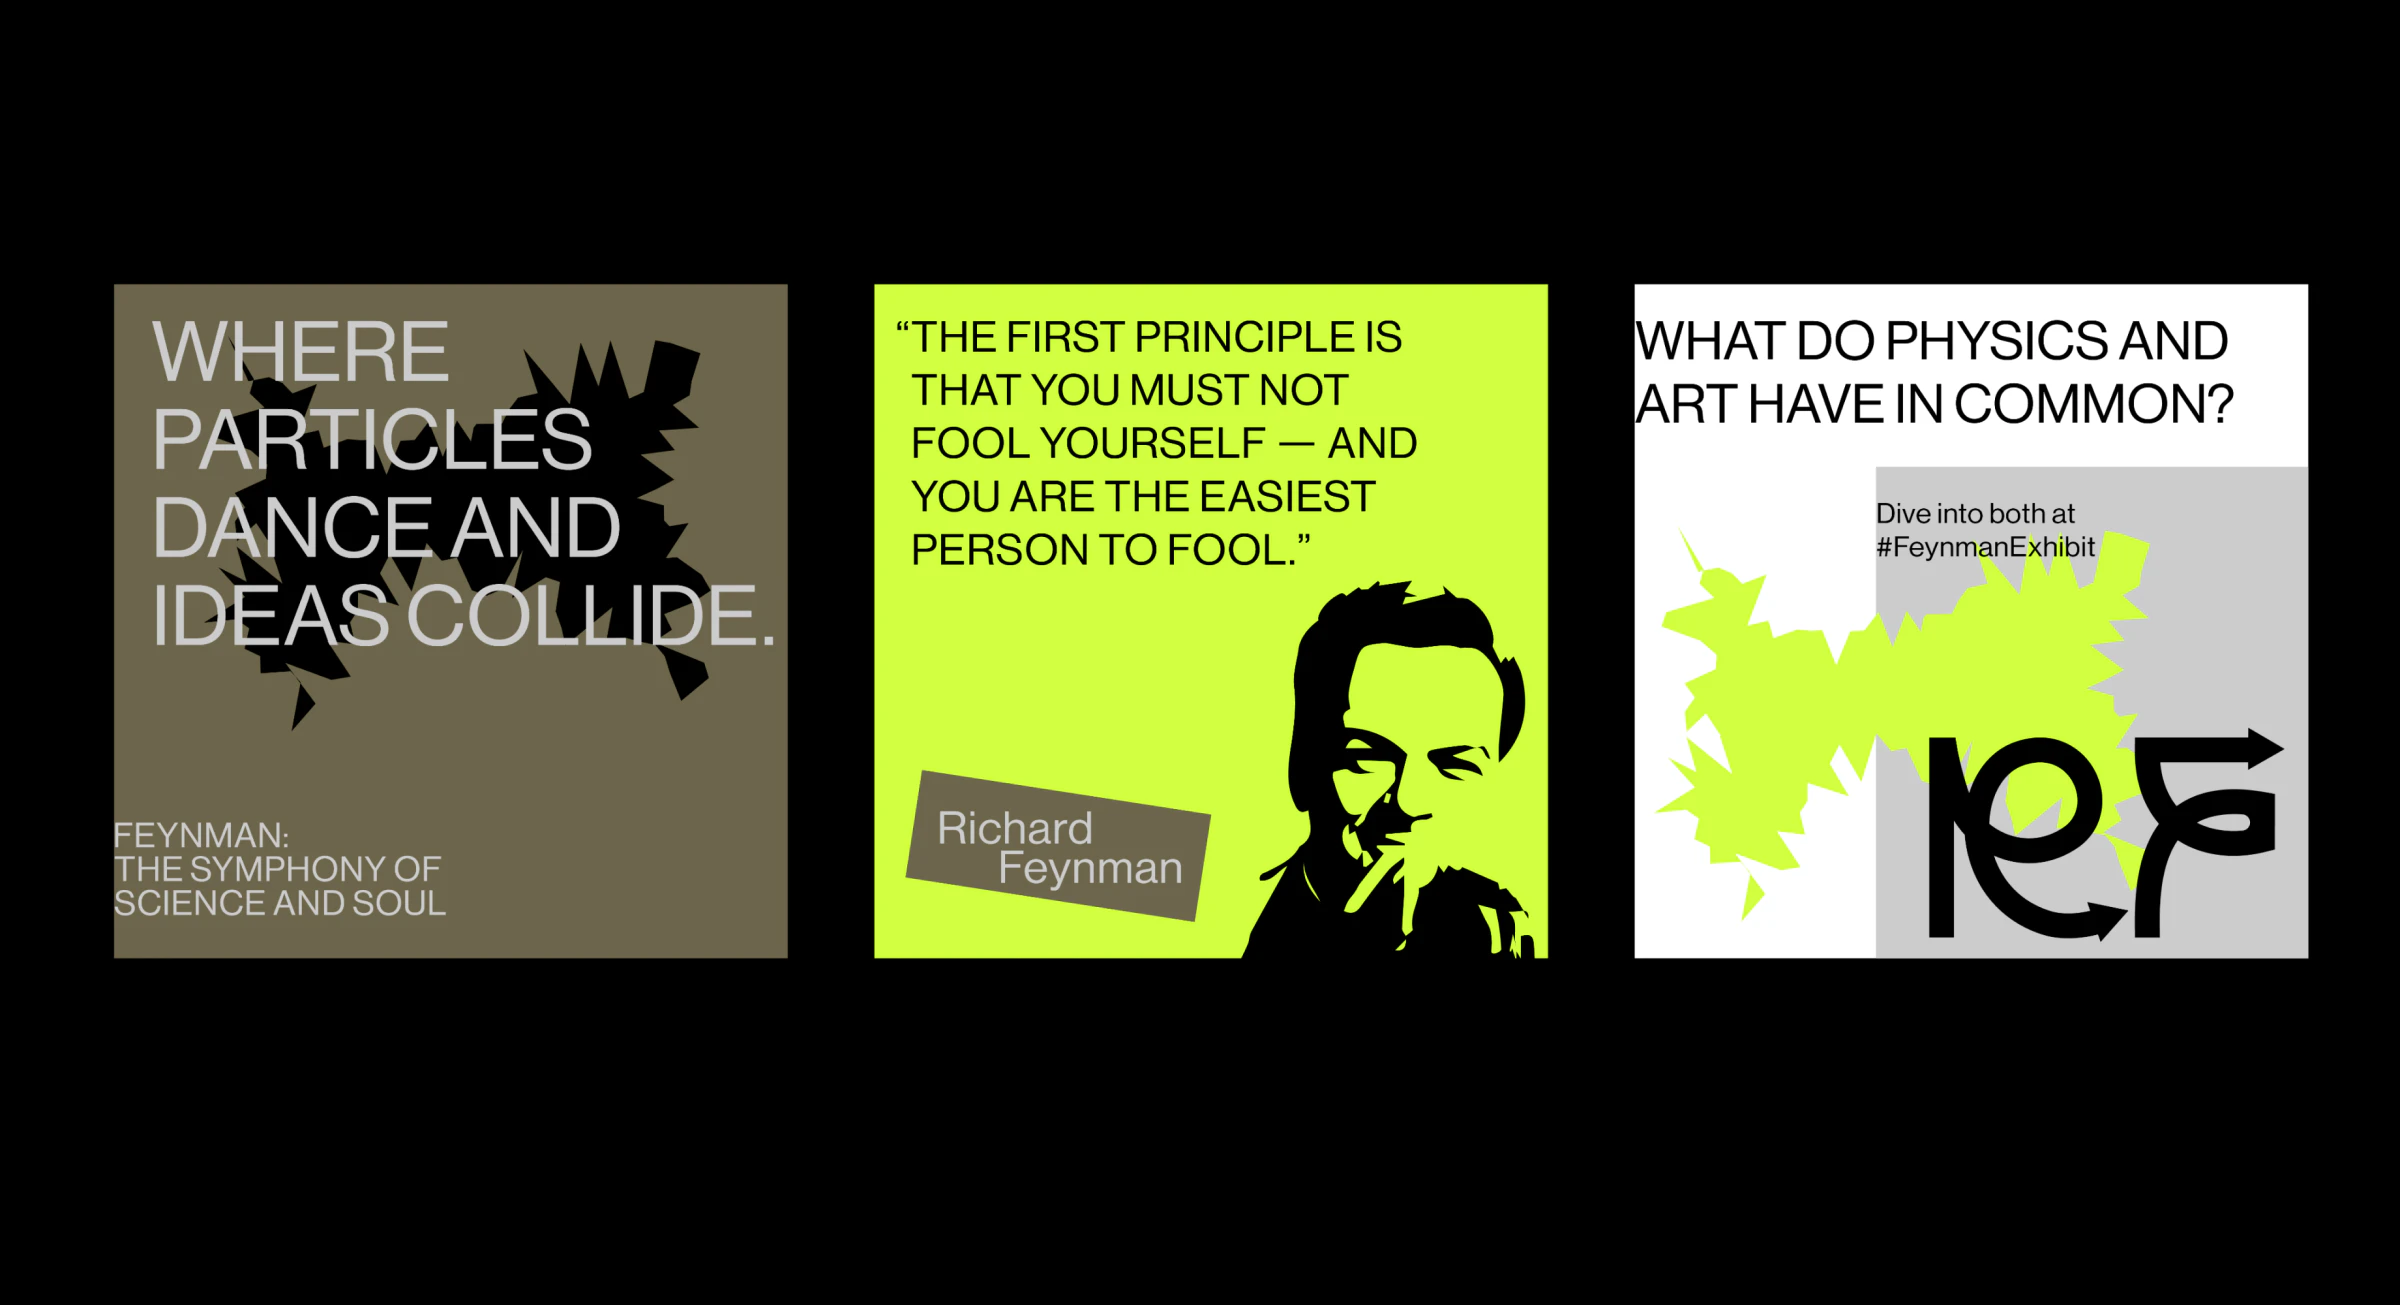 WHERE
PARTICLES
DANCE AND
IDEAS COLLIDE.
FEYNMAN:
THE SYMPHONY OF
SCIENCE AND SOUL
“THE FIRST PRINCIPLE IS
THAT YOU MUST NOT
FOOL YOURSELF — AND
YOU ARE THE EASIEST
PERSON TO FOOL.”
Richard
Feynman
WHAT DO PHYSICS AND
ART HAVE IN COMMON?
Dive into both at
#FeynmanExhibit
RF